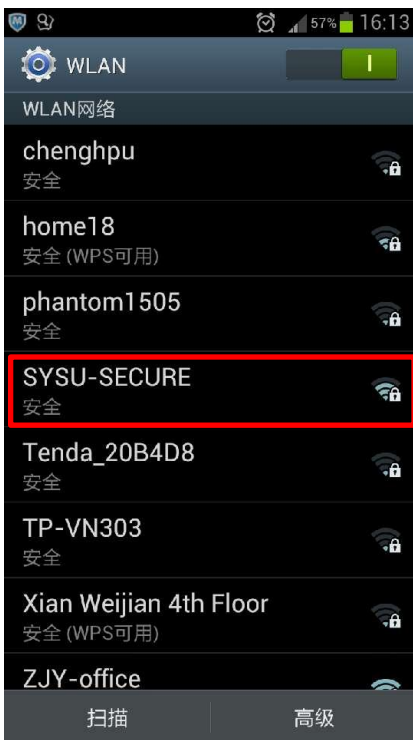 57% 16:13
WLAN
WLAN网络
chenghpu
安全
home18
安全 (WPS可用)
phantom1505
安全
SYSU-SECURE
安全
Tenda_20B4D8
安全
TP-VN303
安全
Xian Weijian 4th Floor
安全 (WPS可用)
ZJY-office
扫描 高级